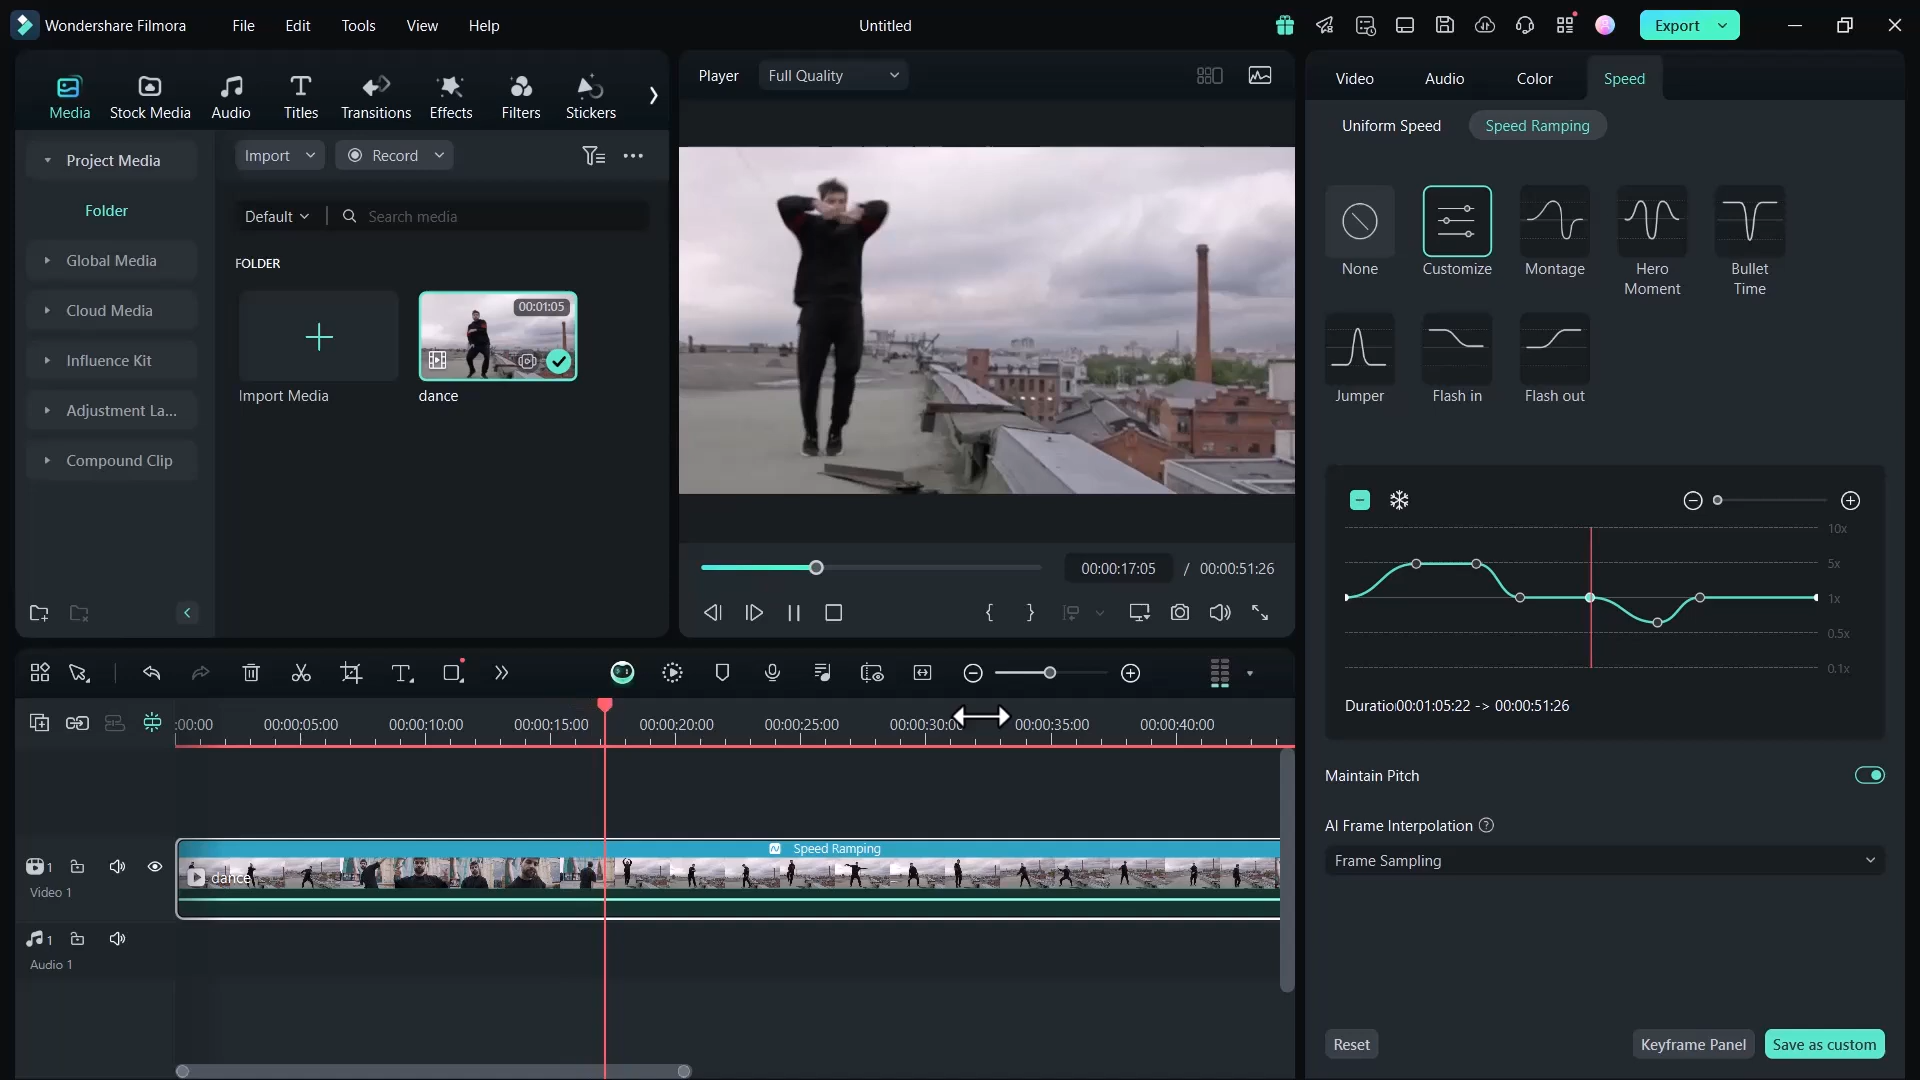 Wondershare Filmora
File
Edit
Tools
View
Help
Untitled
Export
Media
Stock Media
Audio
Titles
Transitions
Effects
Filters
Stickers
Player
Full Quality
Video
Audio
Color
Speed
Uniform Speed
Speed Ramping
Project Media
Folder
Global Media
Cloud Media
Influence Kit
Adjustment La...
Compound Clip
Import
Record
Default
Search media
FOLDER
00:01:05
Import Media
dance
None
Customize
Montage
Hero
Moment
Bullet
Time
Jumper
Flash in
Flash out
10x
5x
1x
0.5x
0.1x
00:00:17:05 / 00:00:51:26
Duratio00:01:05:22 -> 00:00:51:26
Maintain Pitch
AI Frame Interpolation
Frame Sampling
Reset
Keyframe Panel
Save as custom
:00:00
00:00:05:00
00:00:10:00
00:00:15:00
00:00:20:00
00:00:25:00
00:00:30:0
00:00:35:00
00:00:40:00
Speed Ramping
dance
1
Video 1
1
Audio 1